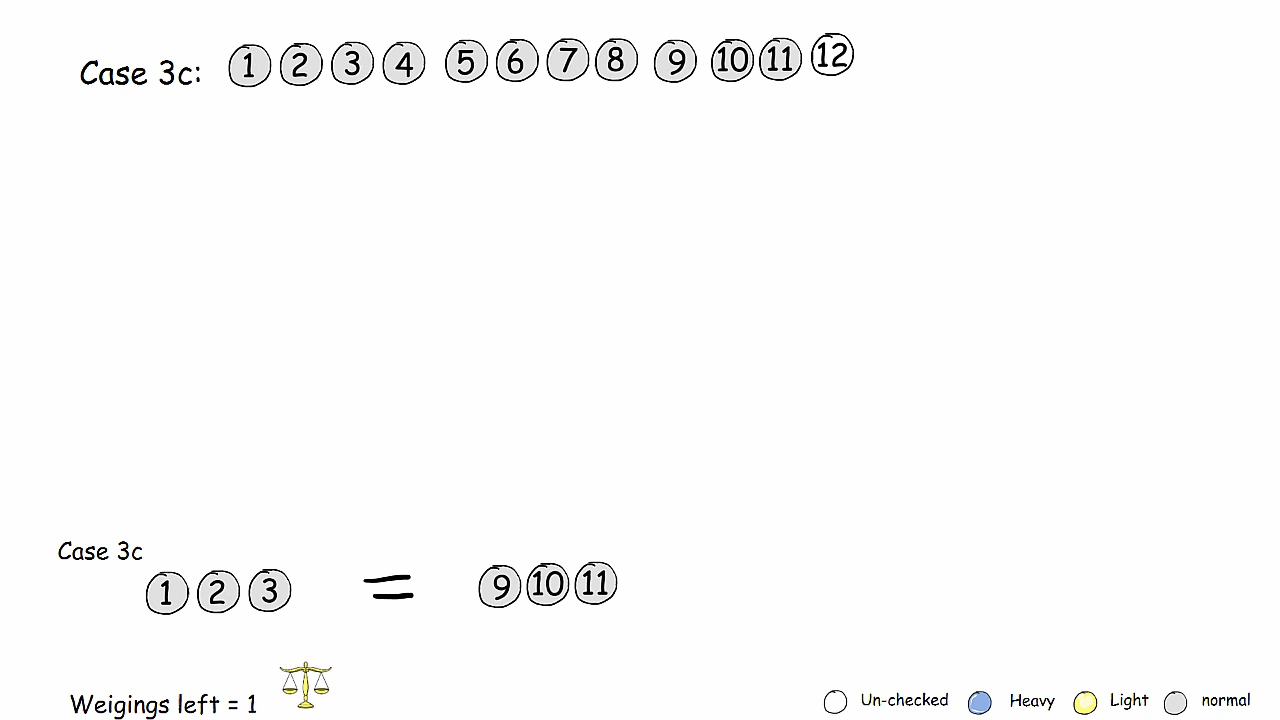 Case 3c: 1 2 3 4 5 6 7 8 9 10 11 12
Case 3c
1 2 3 = 9 10 11
Weigings left = 1
Un-checked Heavy Light normal